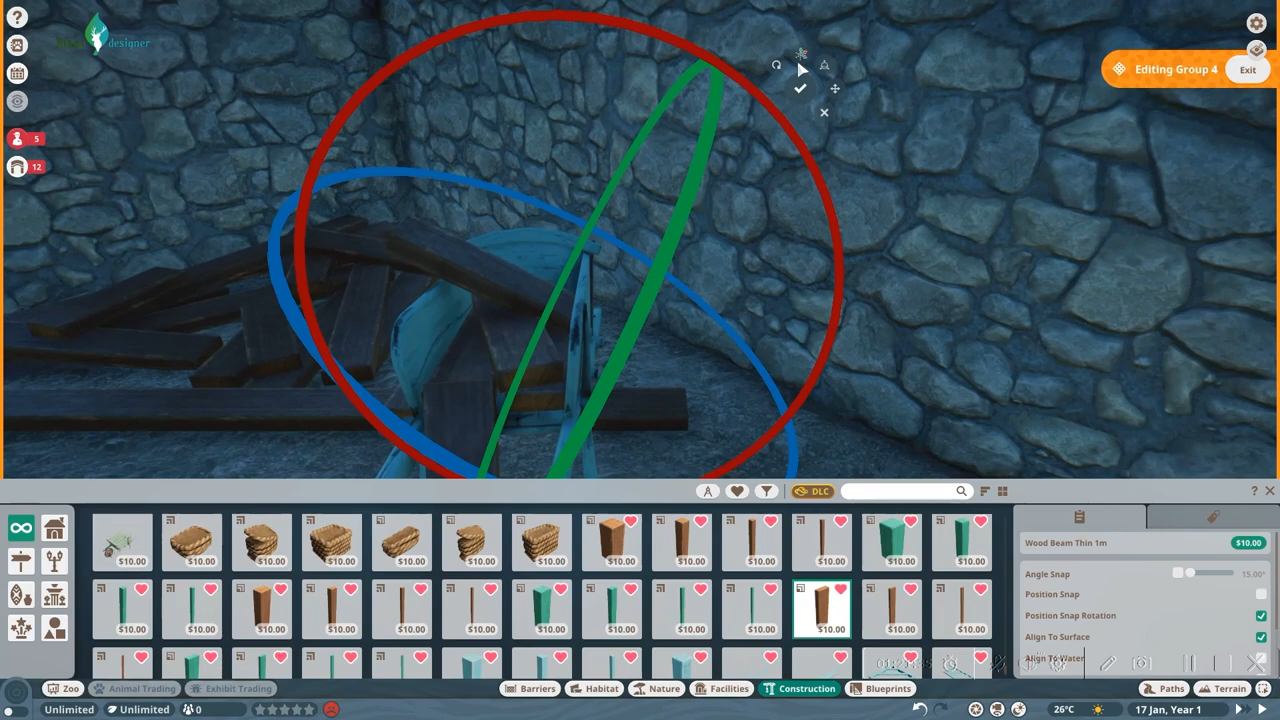 designer
Editing Group 4
Exit
5
12
DLC
?
$10.00 $10.00 $10.00 $10.00 $10.00 $10.00 $10.00 $10.00 $10.00 $10.00 $10.00 $10.00 $10.00
$10.00 $10.00 $10.00 $10.00 $10.00 $10.00 $10.00 $10.00 $10.00 $10.00 $10.00 $10.00 $10.00
Wood Beam Thin 1m $10.00
Angle Snap 15.00°
Position Snap
Position Snap Rotation
Align To Surface
Align To Water
Zoo Animal Trading Exhibit Trading Barriers Habitat Nature Facilities Construction Blueprints Paths Terrain
Unlimited Unlimited 0 26°C 17 Jan, Year 1